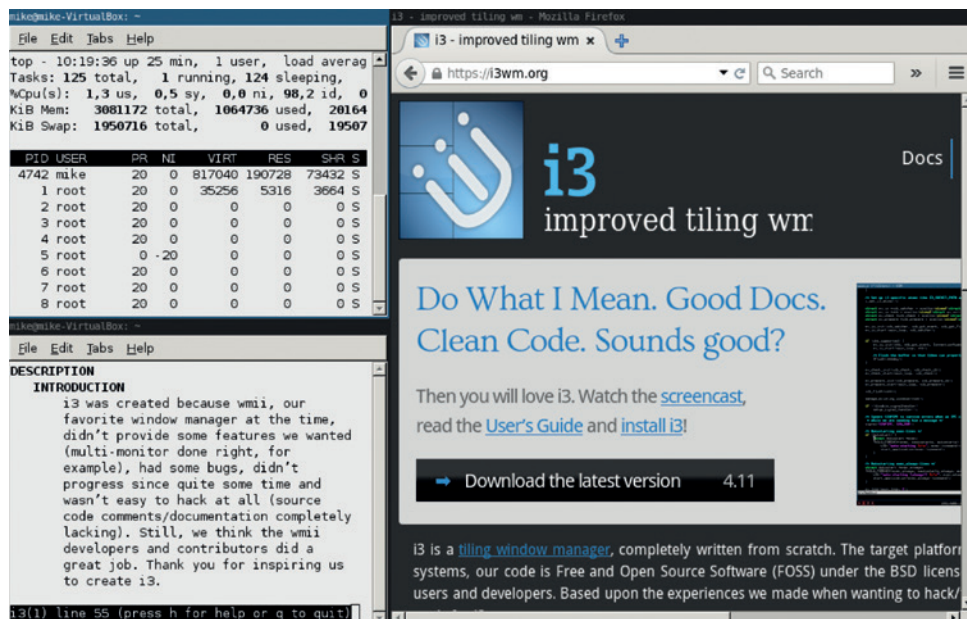 mike@mike-VirtualBox: ~
File Edit Tabs Help
top - 10:19:36 up 25 min, 1 user, load averag
Tasks: 125 total, 1 running, 124 sleeping,
%Cpu(s): 1,3 us, 0,5 sy, 0,0 ni, 98,2 id, 0
KiB Mem: 3081172 total, 1064736 used, 20164
KiB Swap: 1950716 total, 0 used, 19507
PID USER PR NI VIRT RES SHR S
4742 mike 20 0 817040 190728 73432 S
1 root 20 0 35256 5316 3664 S
2 root 20 0 0 0 0 S
3 root 20 0 0 0 0 S
4 root 20 0 0 0 0 S
5 root 0 -20 0 0 0 S
6 root 20 0 0 0 0 S
7 root 20 0 0 0 0 S
8 root 20 0 0 0 0 S
mike@mike-VirtualBox: ~
File Edit Tabs Help
DESCRIPTION
INTRODUCTION
i3 was created because wmii, our
favorite window manager at the time,
didn't provide some features we wanted
(multi-monitor done right, for
example), had some bugs, didn't
progress since quite some time and
wasn't easy to hack at all (source
code comments/documentation completely
lacking). Still, we think the wmii
developers and contributors did a
great job. Thank you for inspiring us
to create i3.
i3(1) line 55 (press h for help or q to quit)
i3 - improved tiling wm - Mozilla Firefox
i3 - improved tiling wm
https://i3wm.org
Search
i3
improved tiling wm
Docs
Do What I Mean. Good Docs.
Clean Code. Sounds good?
Then you will love i3. Watch the screencast,
read the User's Guide and install i3!
Download the latest version 4.11
i3 is a tiling window manager, completely written from scratch. The target platfor
systems, our code is Free and Open Source Software (FOSS) under the BSD licens
users and developers. Based upon the experiences we made when wanting to hack/